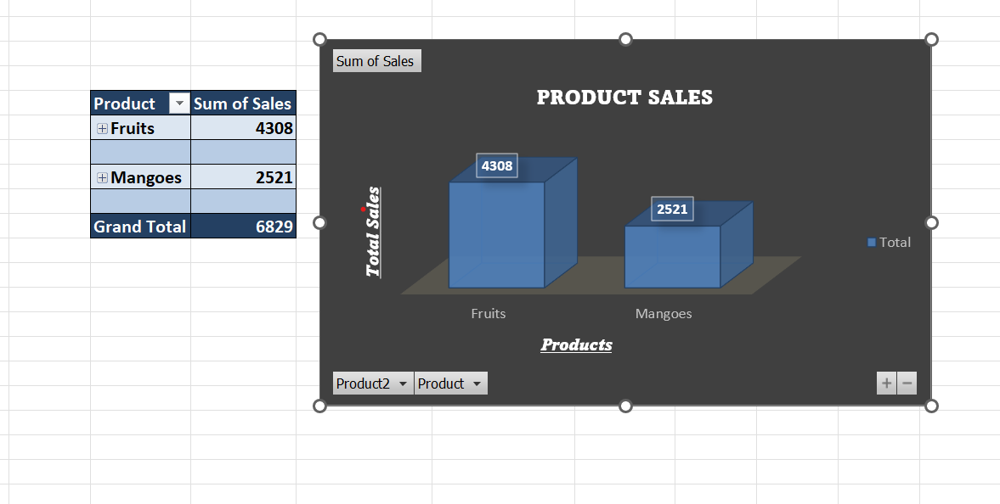 Product Sum of Sales
Fruits 4308
Mangoes 2521
Grand Total 6829
Sum of Sales
PRODUCT SALES
Total Sales
4308
2521
Total
Fruits Mangoes
Products
Product2 Product